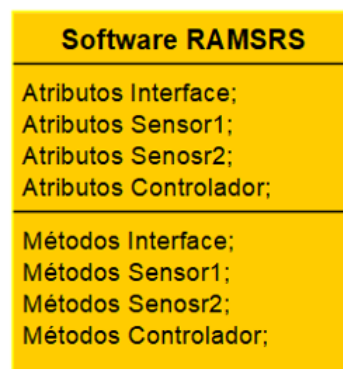 Software RAMSRS
Atributos Interface;
Atributos Sensor1;
Atributos Senosr2;
Atributos Controlador;
Métodos Interface;
Métodos Sensor1;
Métodos Senosr2;
Métodos Controlador;